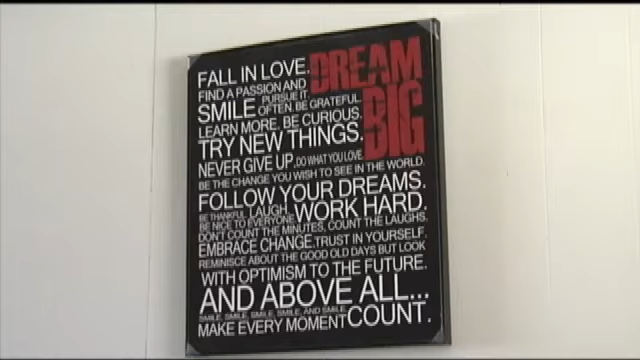 FALL IN LOVE. DREAM
FIND A PASSION AND
PURSUE IT.
SMILE OFTEN. BE GRATEFUL. BIG
LEARN MORE. BE CURIOUS.
TRY NEW THINGS.
NEVER GIVE UP, DO WHAT YOU LOVE.
BE THE CHANGE YOU WISH TO SEE IN THE WORLD.
FOLLOW YOUR DREAMS.
BE THANKFUL. LAUGH. WORK HARD.
BE NICE TO EVERYONE
DON'T COUNT THE MINUTES, COUNT THE LAUGHS.
EMBRACE CHANGE. TRUST IN YOURSELF.
REMINISCE ABOUT THE GOOD OLD DAYS BUT LOOK
WITH OPTIMISM TO THE FUTURE.
AND ABOVE ALL...
SMILE, SMILE, SMILE, SMILE, AND SMILE.
MAKE EVERY MOMENT COUNT.